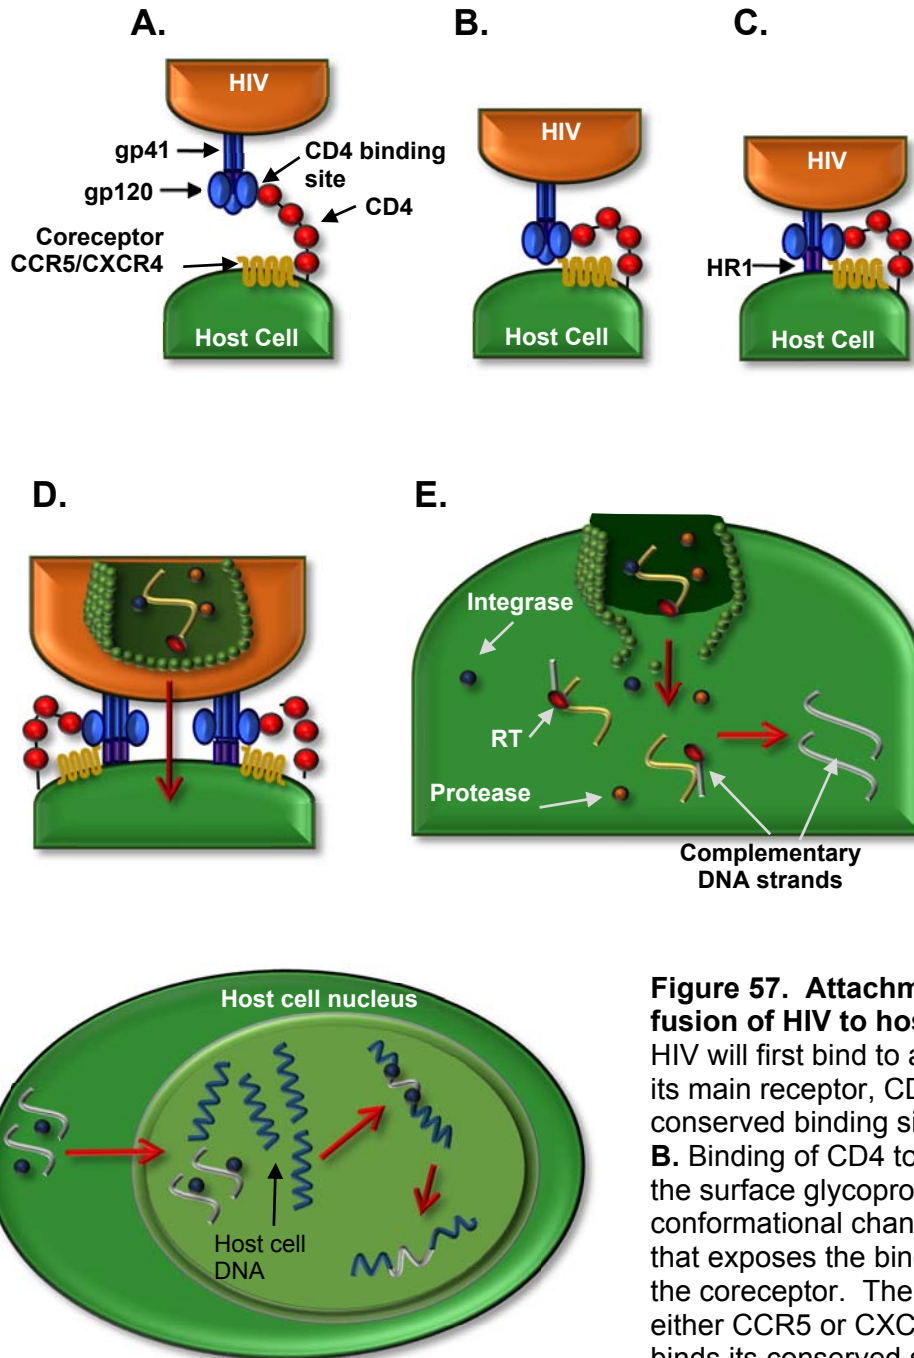 A.
B.
C.
HIV
gp41
CD4 binding
site
gp120
CD4
Coreceptor
CCR5/CXCR4
Host Cell
HIV
Host Cell
HIV
HR1
Host Cell
D.
E.
Integrase
RT
Protease
Complementary
DNA strands
Host cell nucleus
Host cell
DNA
Figure 57. Attachm
fusion of HIV to hos
HIV will first bind to a
its main receptor, CD
conserved binding si
B. Binding of CD4 to
the surface glycopro
conformational chan
that exposes the bin
the coreceptor. The
either CCR5 or CXC
binds its conserved s